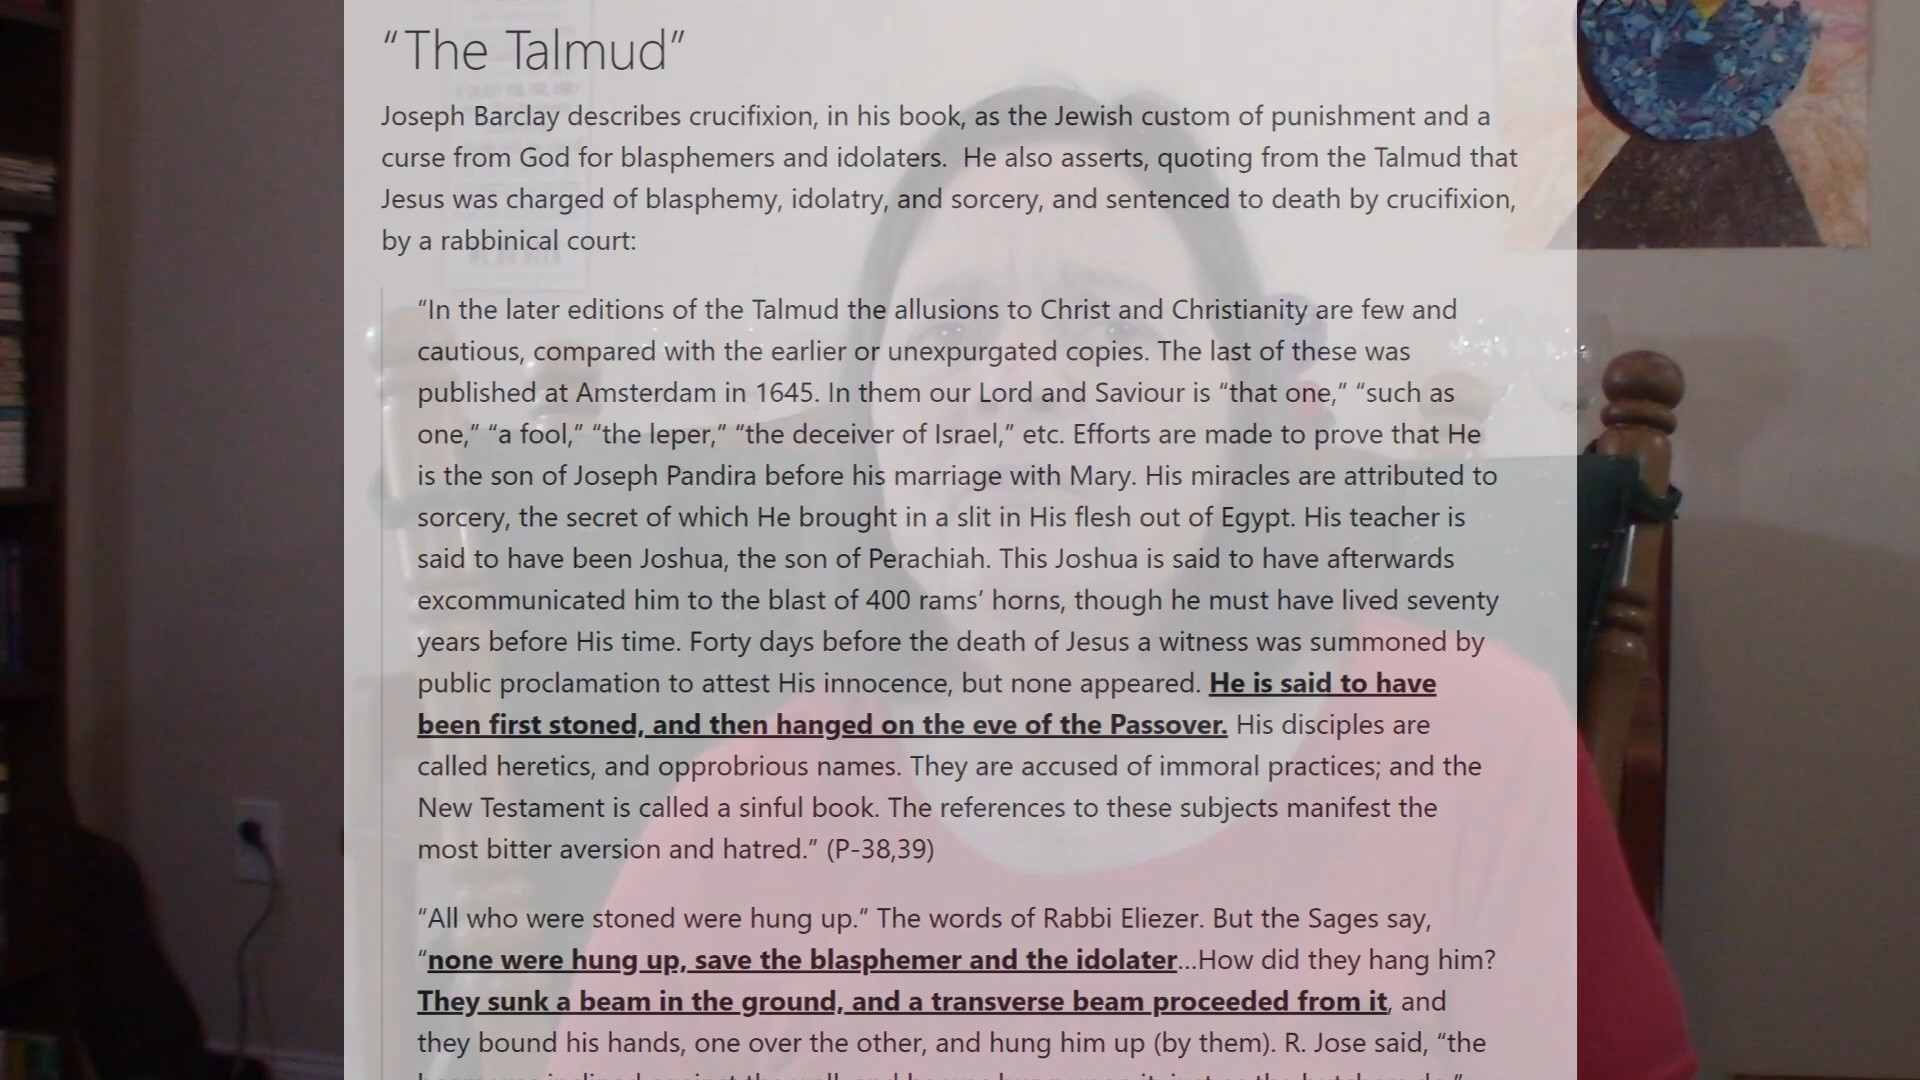 “The Talmud”
Joseph Barclay describes crucifixion, in his book, as the Jewish custom of punishment and a
curse from God for blasphemers and idolaters.  He also asserts, quoting from the Talmud that
Jesus was charged of blasphemy, idolatry, and sorcery, and sentenced to death by crucifixion,
by a rabbinical court:
“In the later editions of the Talmud the allusions to Christ and Christianity are few and
cautious, compared with the earlier or unexpurgated copies. The last of these was
published at Amsterdam in 1645. In them our Lord and Saviour is “that one,” “such as
one,” “a fool,” “the leper,” “the deceiver of Israel,” etc. Efforts are made to prove that He
is the son of Joseph Pandira before his marriage with Mary. His miracles are attributed to
sorcery, the secret of which He brought in a slit in His flesh out of Egypt. His teacher is
said to have been Joshua, the son of Perachiah. This Joshua is said to have afterwards
excommunicated him to the blast of 400 rams’ horns, though he must have lived seventy
years before His time. Forty days before the death of Jesus a witness was summoned by
public proclamation to attest His innocence, but none appeared. He is said to have
been first stoned, and then hanged on the eve of the Passover. His disciples are
called heretics, and opprobrious names. They are accused of immoral practices; and the
New Testament is called a sinful book. The references to these subjects manifest the
most bitter aversion and hatred.” (P-38,39)
“All who were stoned were hung up.” The words of Rabbi Eliezer. But the Sages say,
“none were hung up, save the blasphemer and the idolater…How did they hang him?
They sunk a beam in the ground, and a transverse beam proceeded from it, and
they bound his hands, one over the other, and hung him up (by them). R. Jose said, “the